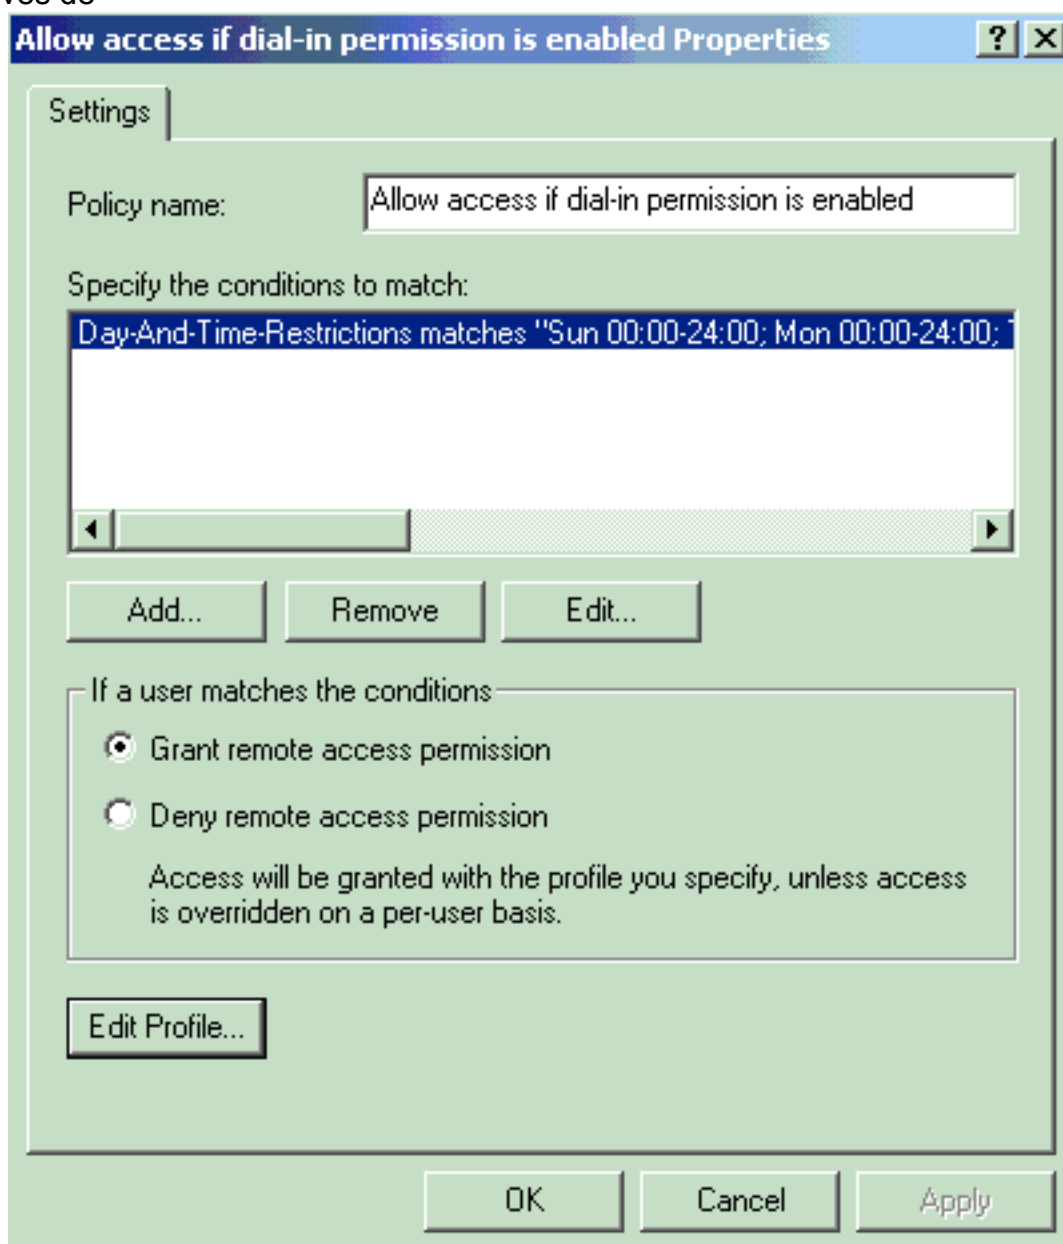 Allow access if dial-in permission is enabled Properties
Settings
Policy name:
Allow access if dial-in permission is enabled
Specify the conditions to match:
Day-And-Time-Restrictions matches "Sun 00:00-24:00; Mon 00:00-24:00;
Add...
Remove
Edit...
If a user matches the conditions
Grant remote access permission
Deny remote access permission
Access will be granted with the profile you specify, unless access
is overridden on a per-user basis.
Edit Profile...
OK
Cancel
Apply